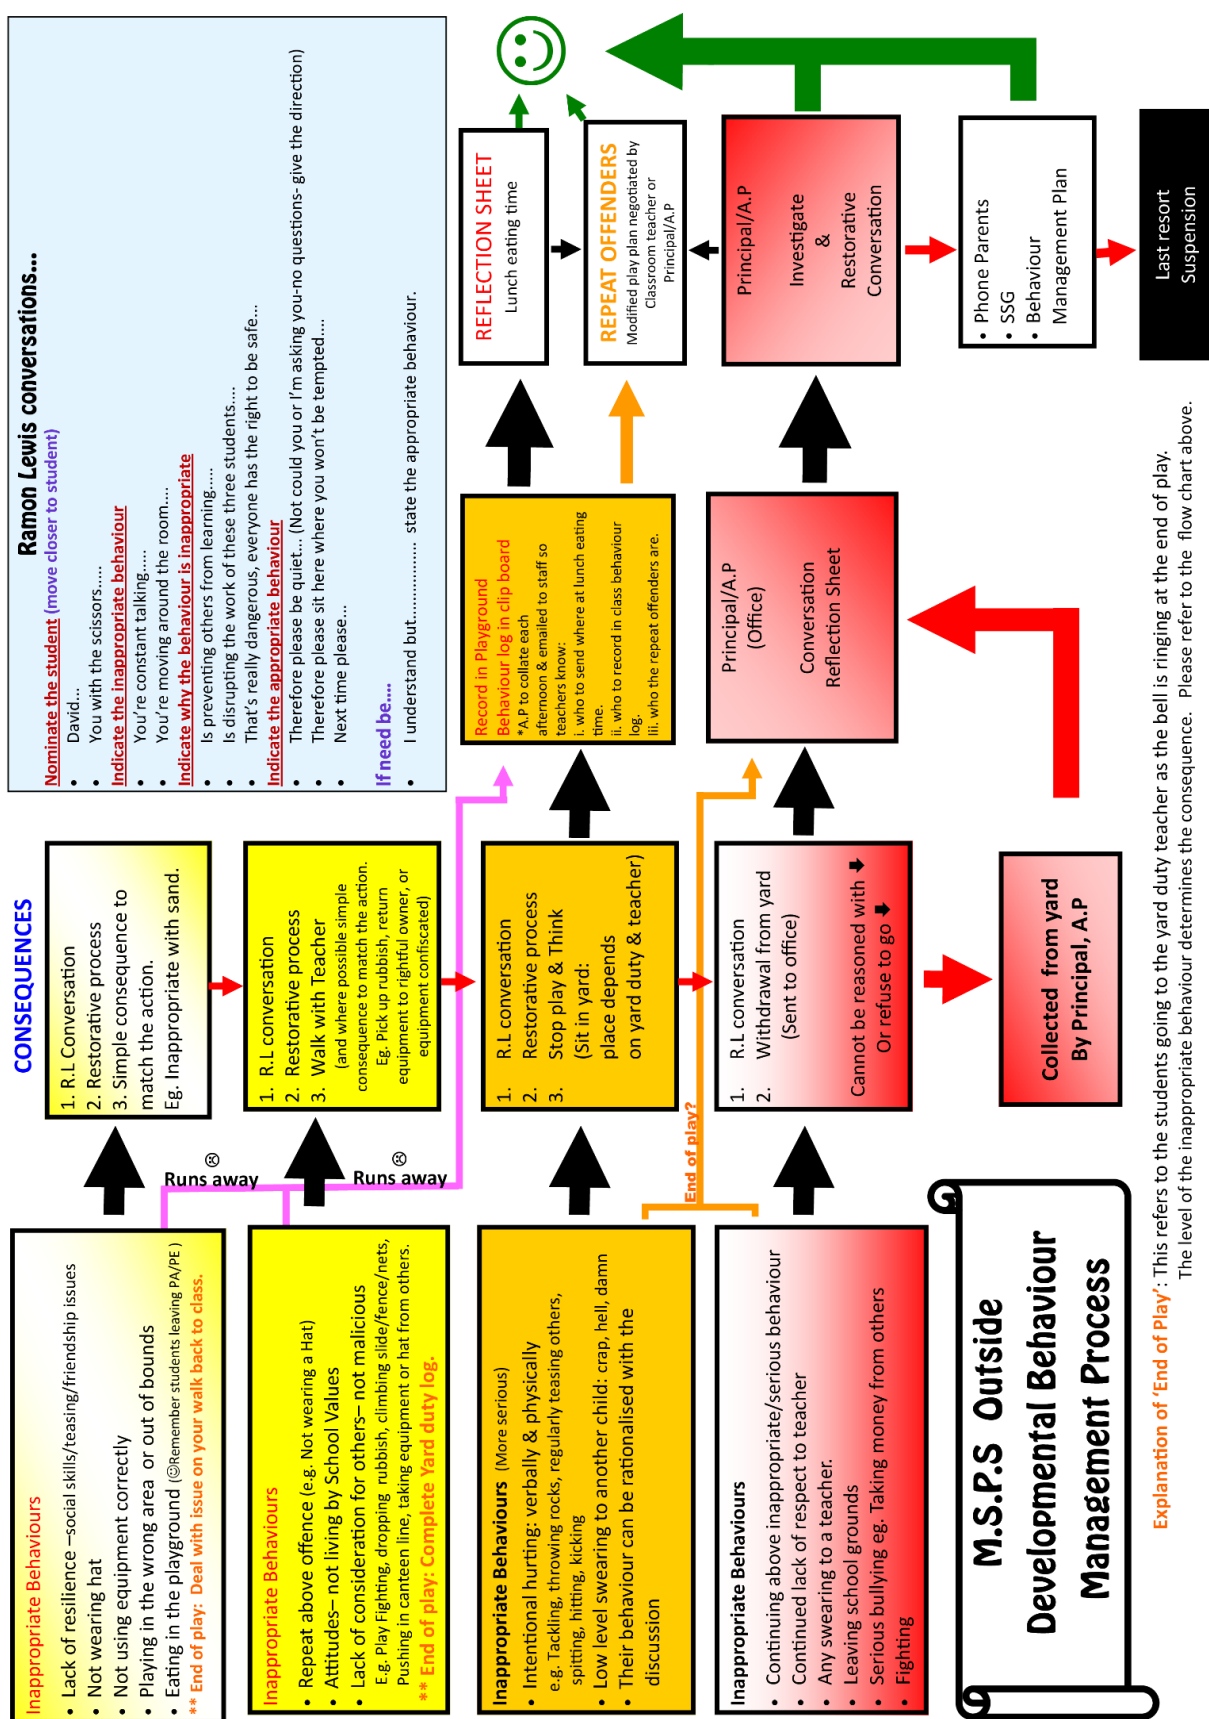 Inappropriate Behaviours
• Lack of resilience –social skills/teasing/friendship issues
• Not wearing hat
• Not using equipment correctly
• Playing in the wrong area or out of bounds
• Eating in the playground (☺Remember students leaving PA/PE )
** End of play: Deal with issue on your walk back to class.
CONSEQUENCES
1. R.L Conversation
2. Restorative process
3. Simple consequence to
match the action.
Eg. Inappropriate with sand.
Ramon Lewis conversations...
Nominate the student (move closer to student)
• David...
• You with the scissors....
Indicate the inappropriate behaviour
• You're constant talking.....
• You're moving around the room.....
Indicate why the behaviour is inappropriate
• Is preventing others from learning.....
• Is disrupting the work of these three students....
• That's really dangerous, everyone has the right to be safe...
Indicate the appropriate behaviour
• Therefore please be quiet... (Not could you or I'm asking you-no questions- give the direction)
• Therefore please sit here where you won't be tempted....
• Next time please...
If need be....
• I understand but.................. state the appropriate behaviour.
Runs away ☹
Inappropriate Behaviours
• Repeat above offence (e.g. Not wearing a Hat)
• Attitudes– not living by School Values
• Lack of consideration for others– not malicious
E.g. Play Fighting, dropping rubbish, climbing slide/fence/nets,
Pushing in canteen line, taking equipment or hat from others.
** End of play: Complete Yard duty log.
Runs away ☹
1. R.L conversation
2. Restorative process
3. Walk with Teacher
(and where possible simple
consequence to match the action.
Eg. Pick up rubbish, return
equipment to rightful owner, or
equipment confiscated)
Inappropriate Behaviours (More serious)
• Intentional hurting: verbally & physically
e.g. Tackling, throwing rocks, regularly teasing others,
spitting, hitting, kicking
• Low level swearing to another child: crap, hell, damn
• Their behaviour can be rationalised with the
discussion
1. R.L conversation
2. Restorative process
3. Stop play & Think
(Sit in yard:
place depends
on yard duty & teacher)
Record in Playground
Behaviour log in clip board
*A.P to collate each
afternoon & emailed to staff so
teachers know:
i. who to send where at lunch eating
time.
ii. who to record in class behaviour
log.
Iii. who the repeat offenders are.
REFLECTION SHEET
Lunch eating time
REPEAT OFFENDERS
Modified play plan negotiated by
Classroom teacher or
Principal/A.P
End of play?
Inappropriate Behaviours
• Continuing above inappropriate/serious behaviour
• Continued lack of respect to teacher
• Any swearing to a teacher.
• Leaving school grounds
• Serious bullying eg. Taking money from others
• Fighting
1. R.L conversation
2. Withdrawal from yard
(Sent to office)
Cannot be reasoned with 🡇
Or refuse to go 🡇
Principal/A.P
(Office)
Conversation
Reflection Sheet
Principal/A.P
Investigate
&
Restorative
Conversation
Collected from yard
By Principal, A.P
• Phone Parents
• SSG
• Behaviour
Management Plan
Last resort
Suspension
M.S.P.S Outside
Developmental Behaviour
Management Process
Explanation of 'End of Play': This refers to the students going to the yard duty teacher as the bell is ringing at the end of play.
The level of the inappropriate behaviour determines the consequence. Please refer to the flow chart above.